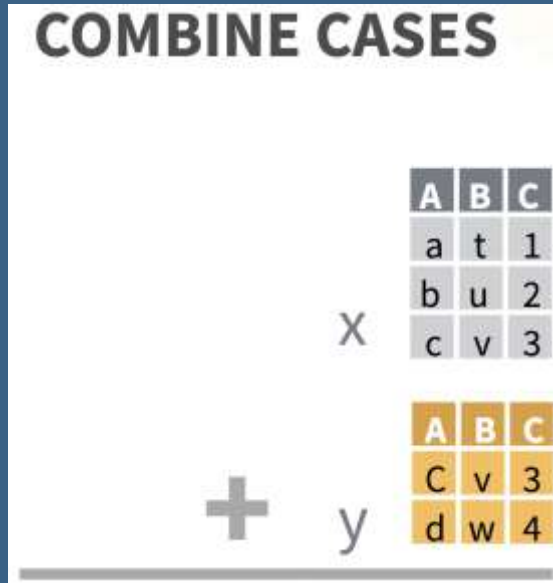 COMBINE CASES
A B C
a t 1
b u 2
x c v 3
A B C
C v 3
+ y d w 4